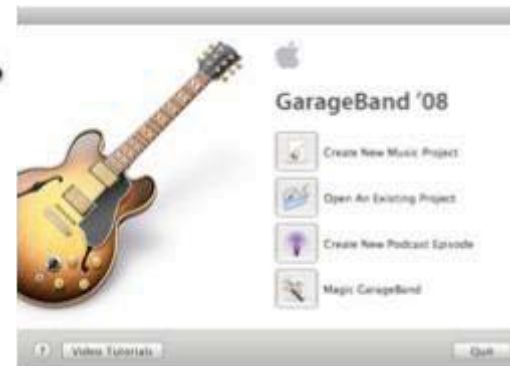 GarageBand '08
Create New Music Project
Open An Existing Project
Create New Podcast Episode
Magic GarageBand
?
Video Tutorials
Quit